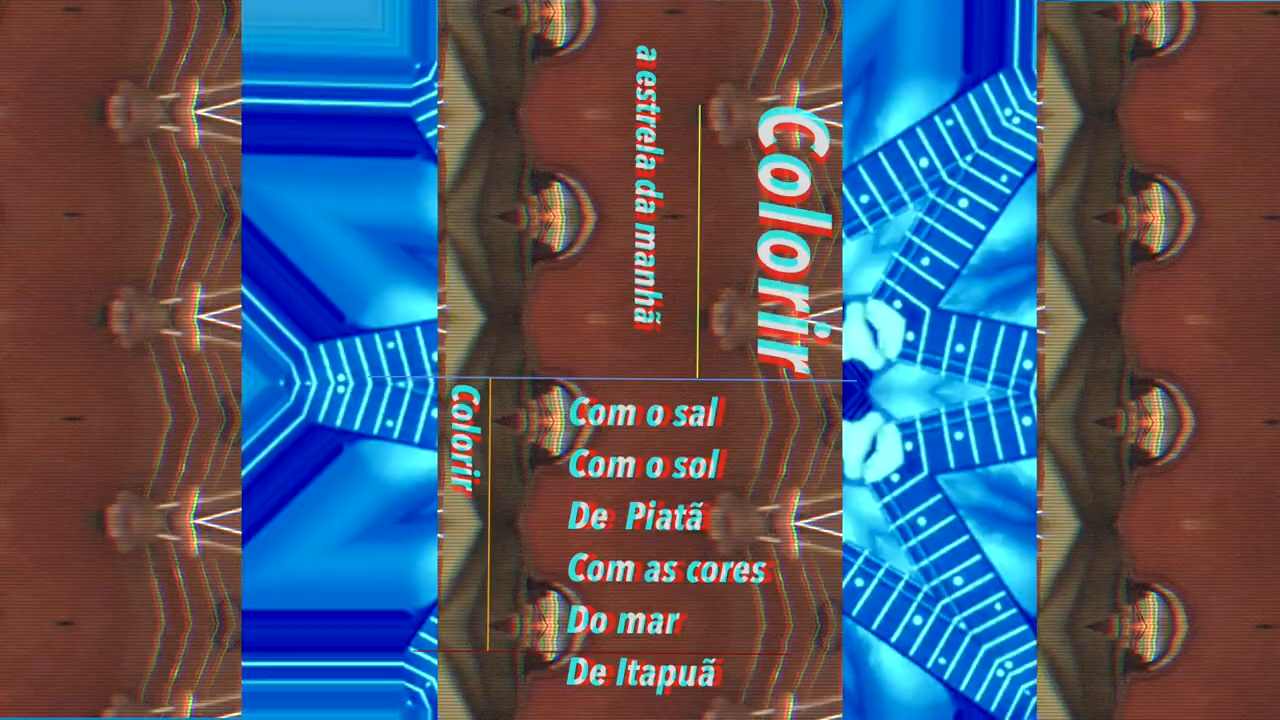 Colorir
a estrela da manhã
Colorir
Com o sal
Com o sol
De Piatã
Com as cores
Do mar
De Itapuã